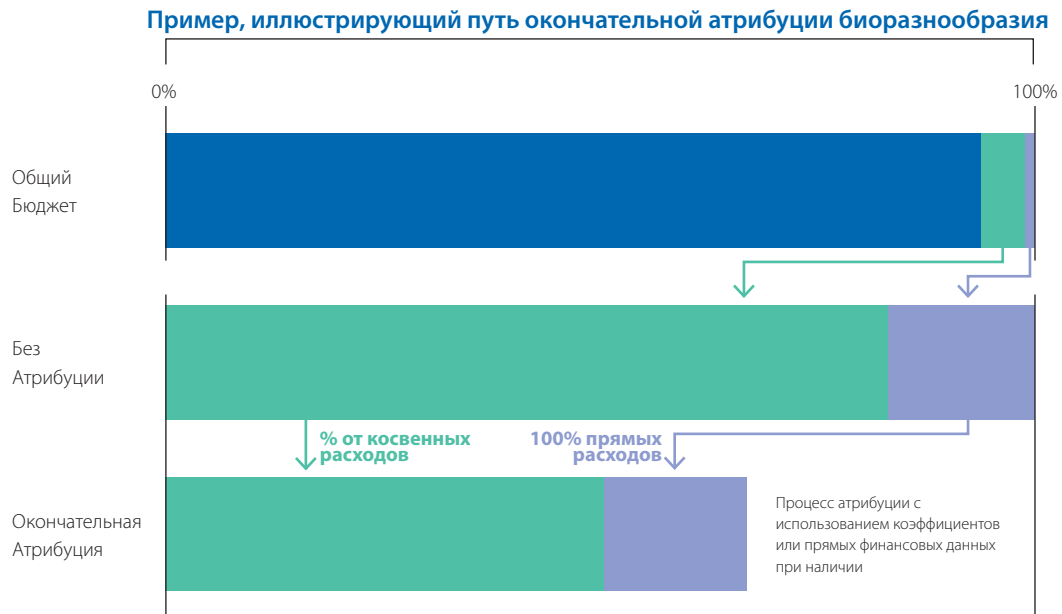 Пример, иллюстрирующий путь окончательной атрибуции биоразнообразия
0%
100%
Общий
Бюджет
Без
Атрибуции
% от косвенных
расходов
100% прямых
расходов
Окончательная
Атрибуция
Процесс атрибуции с
использованием коэффициентов
или прямых финансовых данных
при наличии